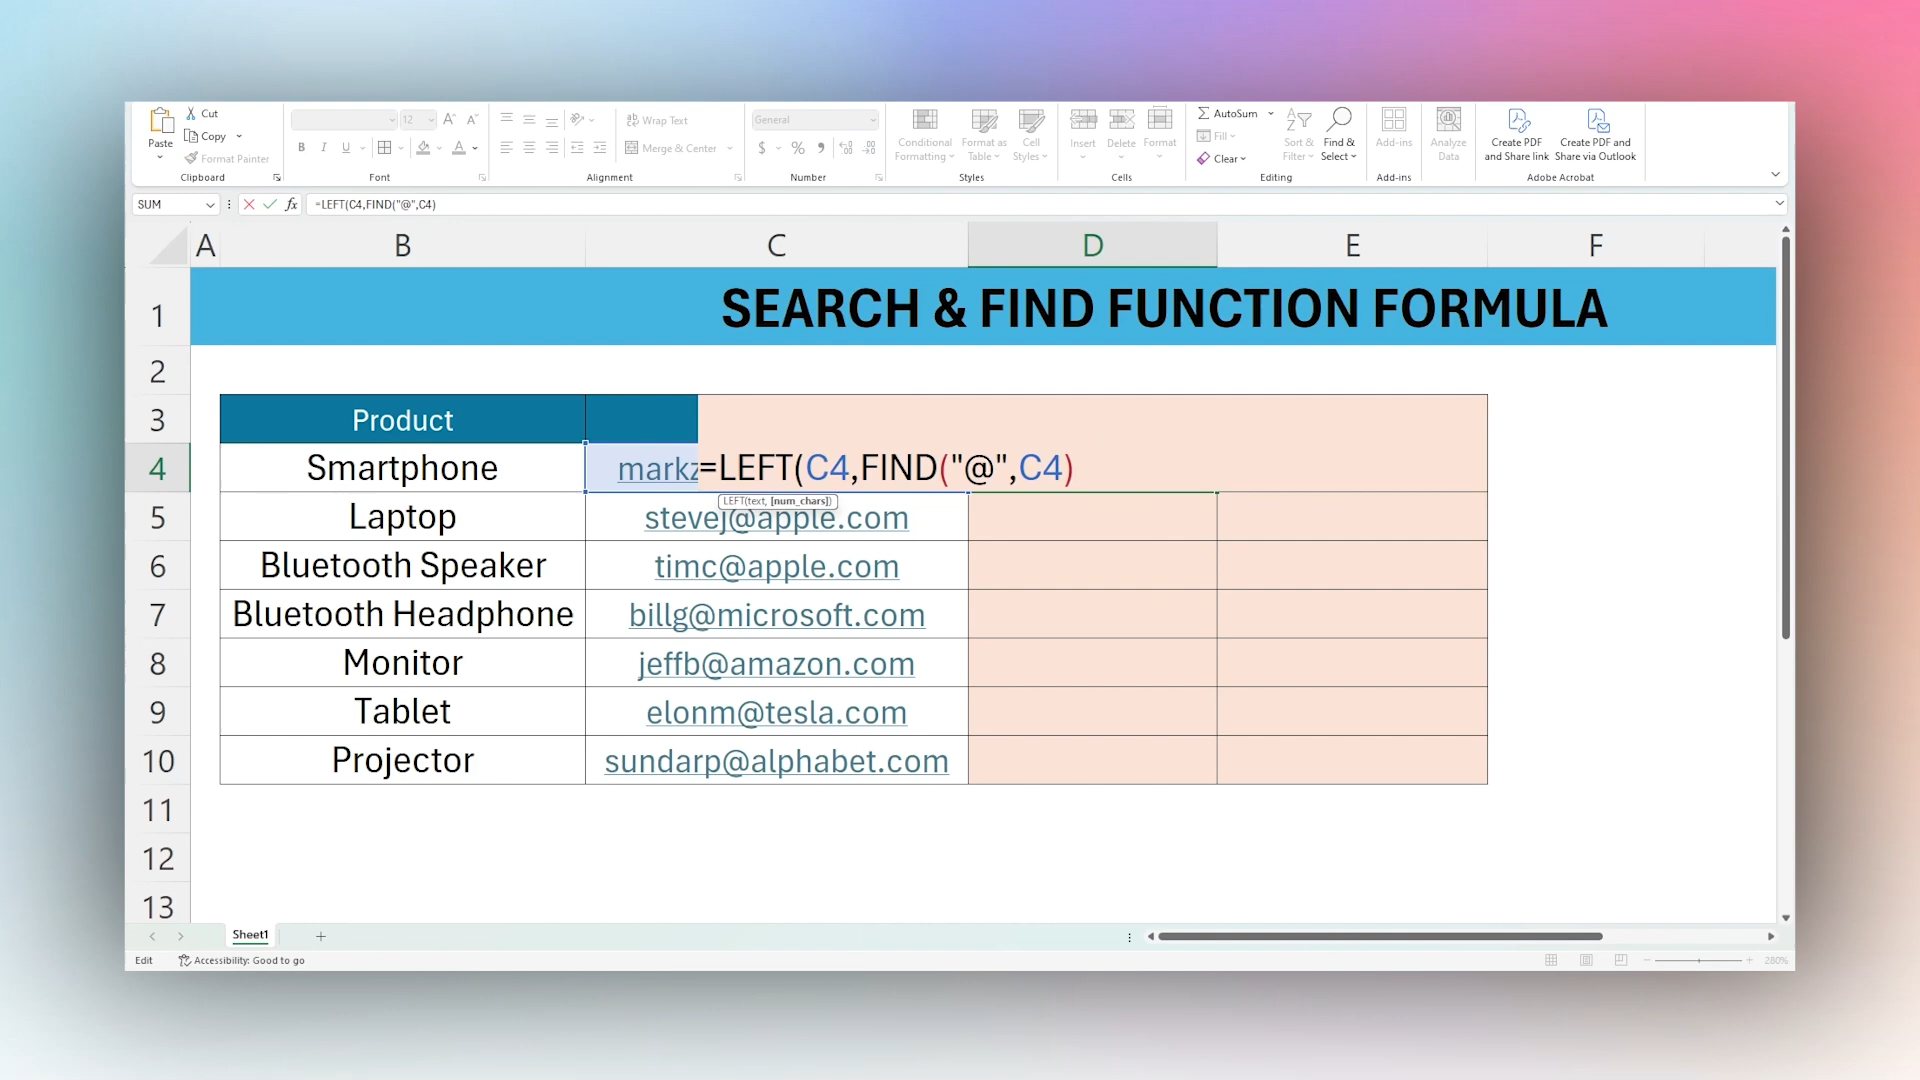 Paste
Cut
Copy
Format Painter
Clipboard
12
B I U
Font
Wrap Text
Merge & Center
Alignment
General
$ % ,
Number
Conditional Formatting
Format as Table
Cell Styles
Styles
Insert
Delete
Format
Cells
AutoSum
Fill
Clear
Sort & Filter
Find & Select
Editing
Add-ins
Add-ins
Analyze Data
Create PDF and Share link
Create PDF and Share via Outlook
Adobe Acrobat
SUM
fx
=LEFT(C4,FIND("@",C4)
A B C D E F
1 SEARCH & FIND FUNCTION FORMULA
2
3 Product
4 Smartphone markz =LEFT(C4,FIND("@",C4)
LEFT(text, [num_chars])
5 Laptop stevej@apple.com
6 Bluetooth Speaker timc@apple.com
7 Bluetooth Headphone billg@microsoft.com
8 Monitor jeffb@amazon.com
9 Tablet elonm@tesla.com
10 Projector sundarp@alphabet.com
11
12
13
Sheet1
Edit
Accessibility: Good to go
280%